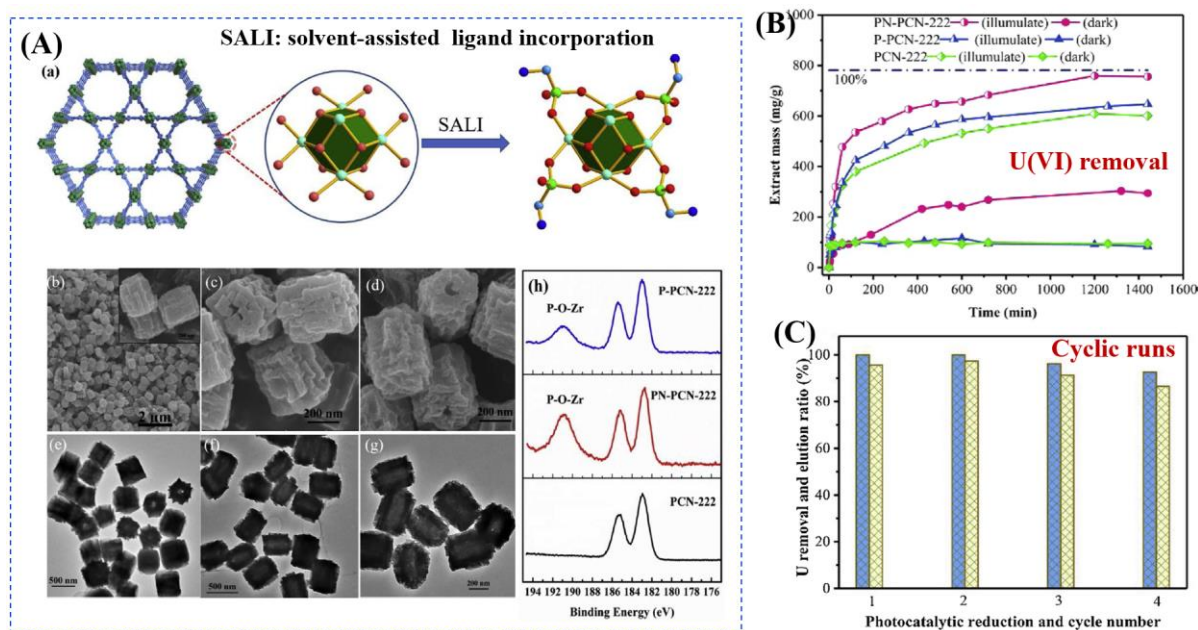 (A)
SALI: solvent-assisted ligand incorporation
(a)
SALI
(b)
2 μm
(c)
200 nm
(d)
200 nm
(e)
500 nm
(f)
500 nm
(g)
200 nm
(h)
P-PCN-222
P-O-Zr
PN-PCN-222
P-O-Zr
PCN-222
194 192 190 188 186 184 182 180 178 176
Binding Energy (eV)
(B)
PN-PCN-222 (illumulate) (dark)
P-PCN-222 (illumulate) (dark)
PCN-222 (illumulate) (dark)
100%
U(VI) removal
Extract mass (mg/g)
1000
800
600
400
200
0
0 200 400 600 800 1000 1200 1400 1600
Time (min)
(C)
Cyclic runs
U removal and elution ratio (%)
100
80
60
40
20
0
1 2 3 4
Photocatalytic reduction and cycle number